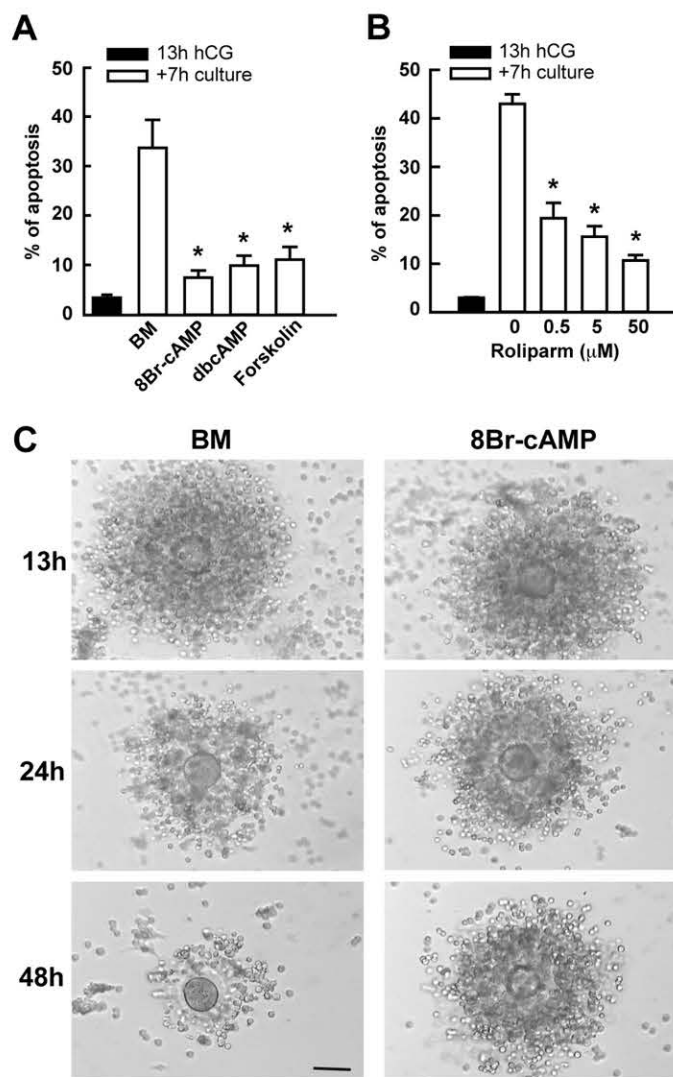 A
13h hCG
+7h culture
50
40
30
20
10
0
% of apoptosis
*
*
*
BM
8Br-cAMP
dbcAMP
Forskolin
B
13h hCG
+7h culture
50
40
30
20
10
0
% of apoptosis
*
*
*
0 0.5 5 50
Roliparm (μM)
C
BM 8Br-cAMP
13h
24h
48h